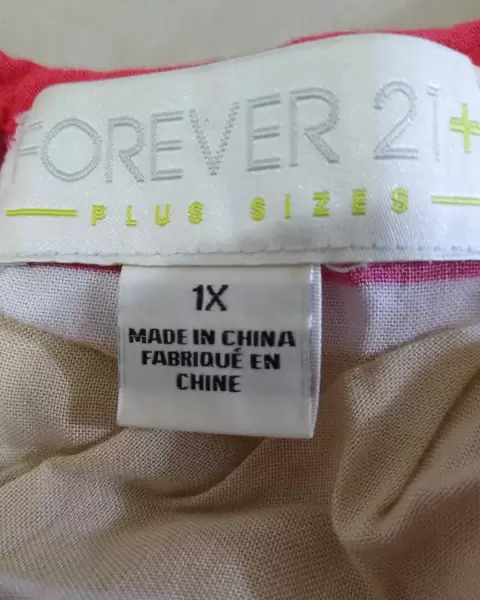 FOREVER 21+
PLUS SIZES
1X
MADE IN CHINA
FABRIQUÉ EN
CHINE